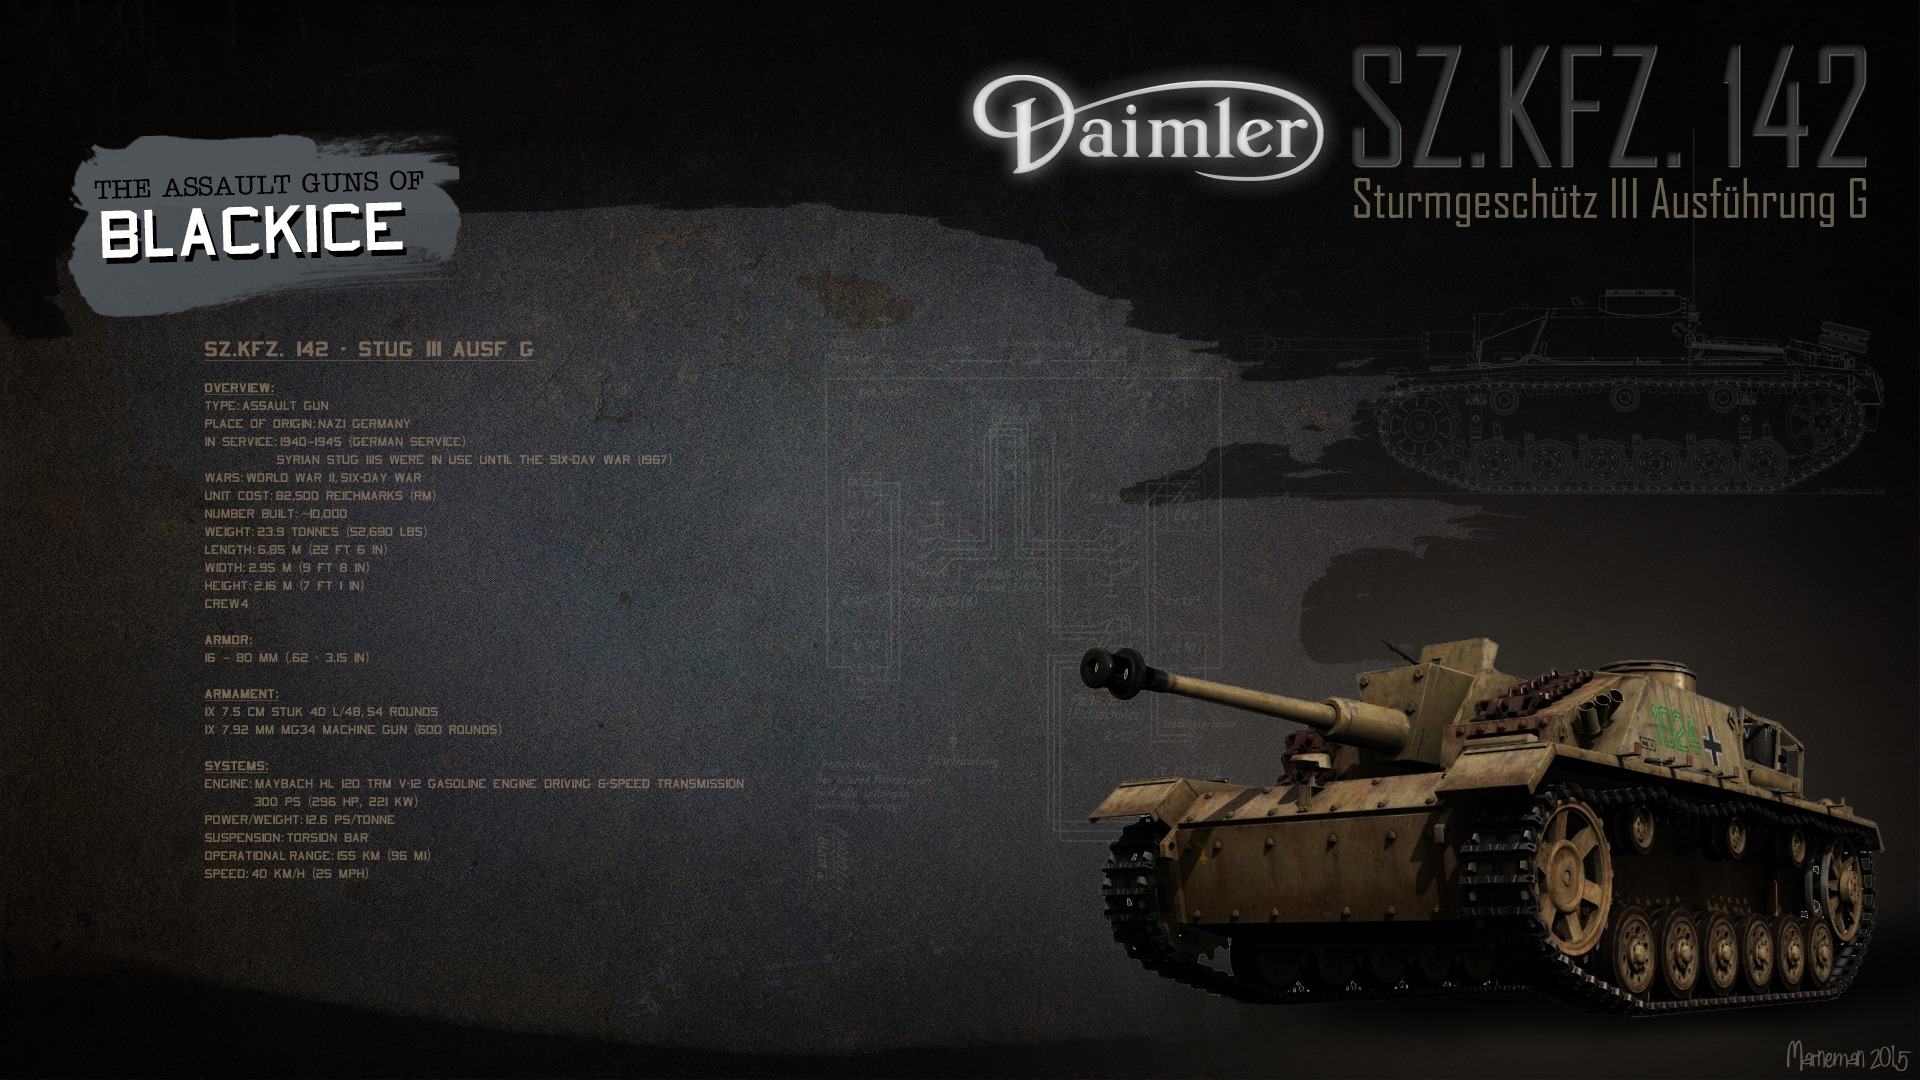 Daimler
SZ.KFZ. 142
Sturmgeschütz III Ausführung G
THE ASSAULT GUNS OF
BLACKICE
SZ.KFZ. 142 - STUG III AUSF G
OVERVIEW:
TYPE: ASSAULT GUN
PLACE OF ORIGIN: NAZI GERMANY
IN SERVICE: 1940-1945 (GERMAN SERVICE)
SYRIAN STUG IIIS WERE IN USE UNTIL THE SIX-DAY WAR (1967)
WARS: WORLD WAR II, SIX-DAY WAR
UNIT COST: 82,500 REICHMARKS (RM)
NUMBER BUILT: ~10,000
WEIGHT: 23.9 TONNES (52,690 LBS)
LENGTH: 6.85 M (22 FT 6 IN)
WIDTH: 2.95 M (9 FT 8 IN)
HEIGHT: 2.16 M (7 FT 1 IN)
CREW 4
ARMOR:
16 - 80 MM (.62 - 3.15 IN)
ARMAMENT:
1X 7.5 CM STUK 40 L/48, 54 ROUNDS
1X 7.92 MM MG34 MACHINE GUN (600 ROUNDS)
SYSTEMS:
ENGINE: MAYBACH HL 120 TRM V-12 GASOLINE ENGINE DRIVING 6-SPEED TRANSMISSION
300 PS (296 HP, 221 KW)
POWER/WEIGHT: 12.6 PS/TONNE
SUSPENSION: TORSION BAR
OPERATIONAL RANGE: 155 KM (96 MI)
SPEED: 40 KM/H (25 MPH)
1024
Marneman 2015